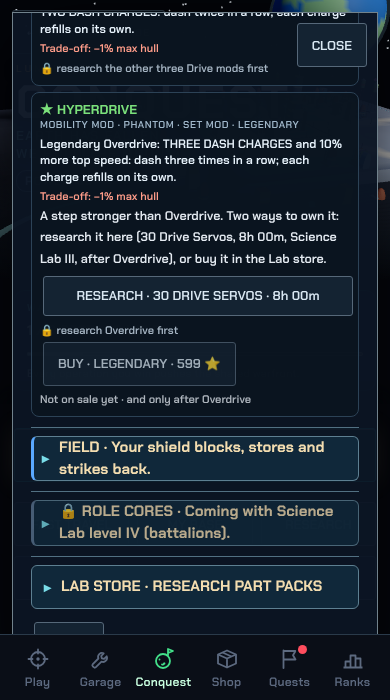 TWO DASH CHARGES: dash twice in a row; each charge
refills on its own.
CLOSE
Trade-off: −1% max hull
🔒 research the other three Drive mods first
★ HYPERDRIVE
MOBILITY MOD · PHANTOM · SET MOD · LEGENDARY
Legendary Overdrive: THREE DASH CHARGES and 10%
more top speed: dash three times in a row; each
charge refills on its own.
Trade-off: −1% max hull
A step stronger than Overdrive. Two ways to own it:
research it here (30 Drive Servos, 8h 00m, Science
Lab III, after Overdrive), or buy it in the Lab store.
RESEARCH · 30 DRIVE SERVOS · 8h 00m
🔒 research Overdrive first
BUY · LEGENDARY · 599 ⭐
Not on sale yet · and only after Overdrive
▸ FIELD · Your shield blocks, stores and
strikes back.
▸ 🔒 ROLE CORES · Coming with Science
Lab level IV (battalions).
▸ LAB STORE · RESEARCH PART PACKS
Play
Garage
Conquest
Shop
Quests
Ranks